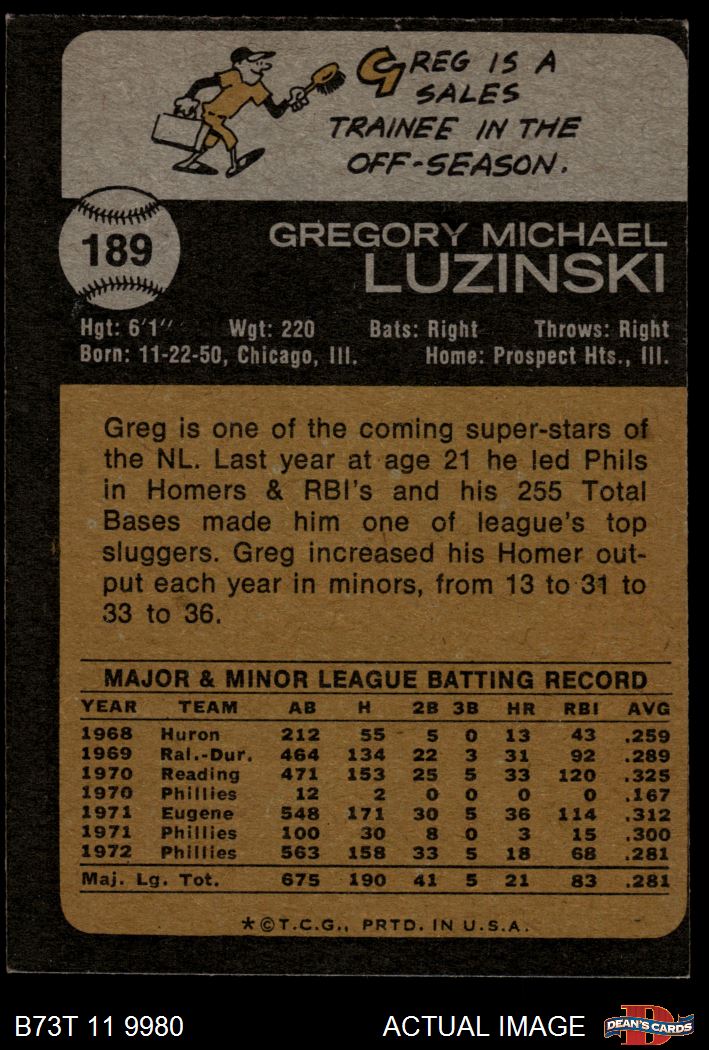 GREG IS A
SALES
TRAINEE IN THE
OFF-SEASON.
189
GREGORY MICHAEL
LUZINSKI
Hgt: 6'1" Wgt: 220 Bats: Right Throws: Right
Born: 11-22-50, Chicago, Ill. Home: Prospect Hts., Ill.
Greg is one of the coming super-stars of
the NL. Last year at age 21 he led Phils
in Homers & RBI's and his 255 Total
Bases made him one of league's top
sluggers. Greg increased his Homer out-
put each year in minors, from 13 to 31 to
33 to 36.
MAJOR & MINOR LEAGUE BATTING RECORD
YEAR TEAM AB H 2B 3B HR RBI AVG
1968 Huron 212 55 5 0 13 43 .259
1969 Ral.-Dur. 464 134 22 3 31 92 .289
1970 Reading 471 153 25 5 33 120 .325
1970 Phillies 12 2 0 0 0 0 .167
1971 Eugene 548 171 30 5 36 114 .312
1971 Phillies 100 30 8 0 3 15 .300
1972 Phillies 563 158 33 5 18 68 .281
Maj. Lg. Tot. 675 190 41 5 21 83 .281
*©T.C.G., PRTD. IN U.S.A.
B73T 11 9980 ACTUAL IMAGE
D
DEAN'S CARDS